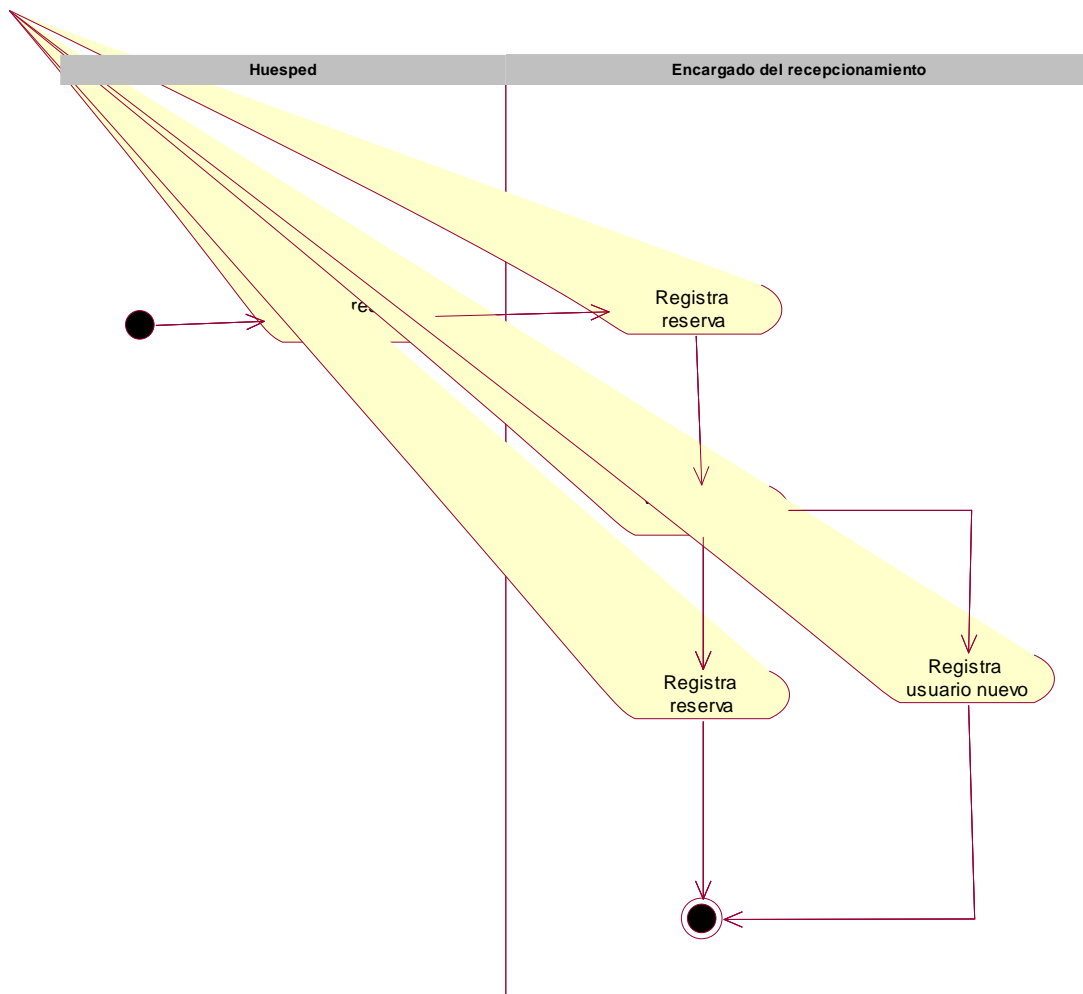 Huesped
Encargado del recepcionamiento
Registra
reserva
Registra
usuario nuevo
Registra
reserva